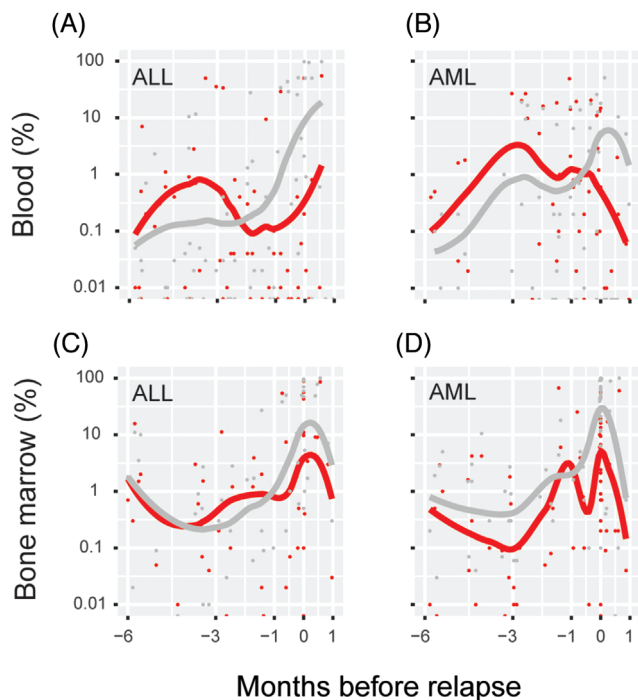 (A) (B)
ALL
AML
100
10
1
0.1
0.01
Blood (%)
(C) (D)
ALL
AML
100
10
1
0.1
0.01
Bone marrow (%)
−6 −3 −1 0 1 −6 −3 −1 0 1
Months before relapse